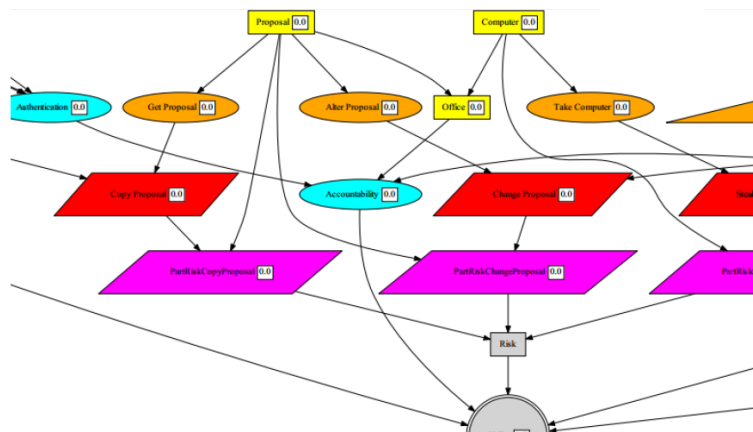 Proposal 0.0
Computer 0.0
Authentication 0.0
Get Proposal 0.0
Alter Proposal 0.0
Office 0.0
Take Computer 0.0
Copy Proposal 0.0
Accountability 0.0
Change Proposal 0.0
Steal
PartRiskCopyProposal 0.0
PartRiskChangeProposal 0.0
PartRisk
Risk